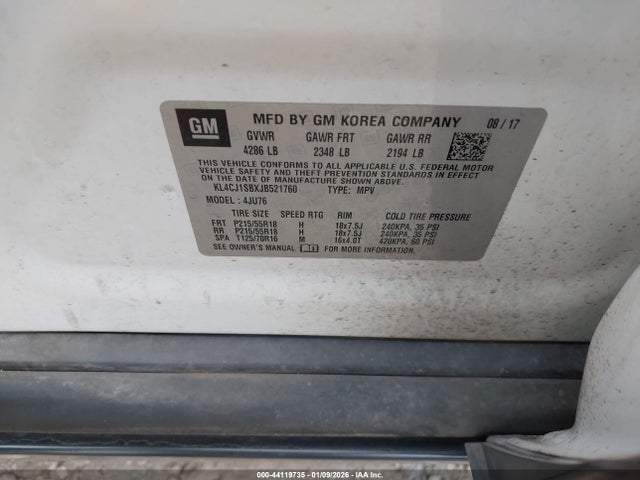 GM
MFD BY GM KOREA COMPANY 08 / 17
GVWR GAWR FRT GAWR RR
4286 LB 2348 LB 2194 LB
THIS VEHICLE CONFORMS TO ALL APPLICABLE U.S. FEDERAL MOTOR
VEHICLE SAFETY AND THEFT PREVENTION STANDARDS IN EFFECT
ON THE DATE OF MANUFACTURE SHOWN ABOVE.
KL4CJ1SBXJB521760 TYPE: MPV
MODEL : 4JU76
TIRE SIZE SPEED RTG RIM COLD TIRE PRESSURE
FRT P215/55R18 H 18x7.5J 240KPA, 35 PSI
RR P215/55R18 H 18x7.5J 240KPA, 35 PSI
SPA T125/70R16 M 16x4.0T 420KPA, 60 PSI
SEE OWNER'S MANUAL
000-44119735 - 01/09/2026 - IAA Inc.